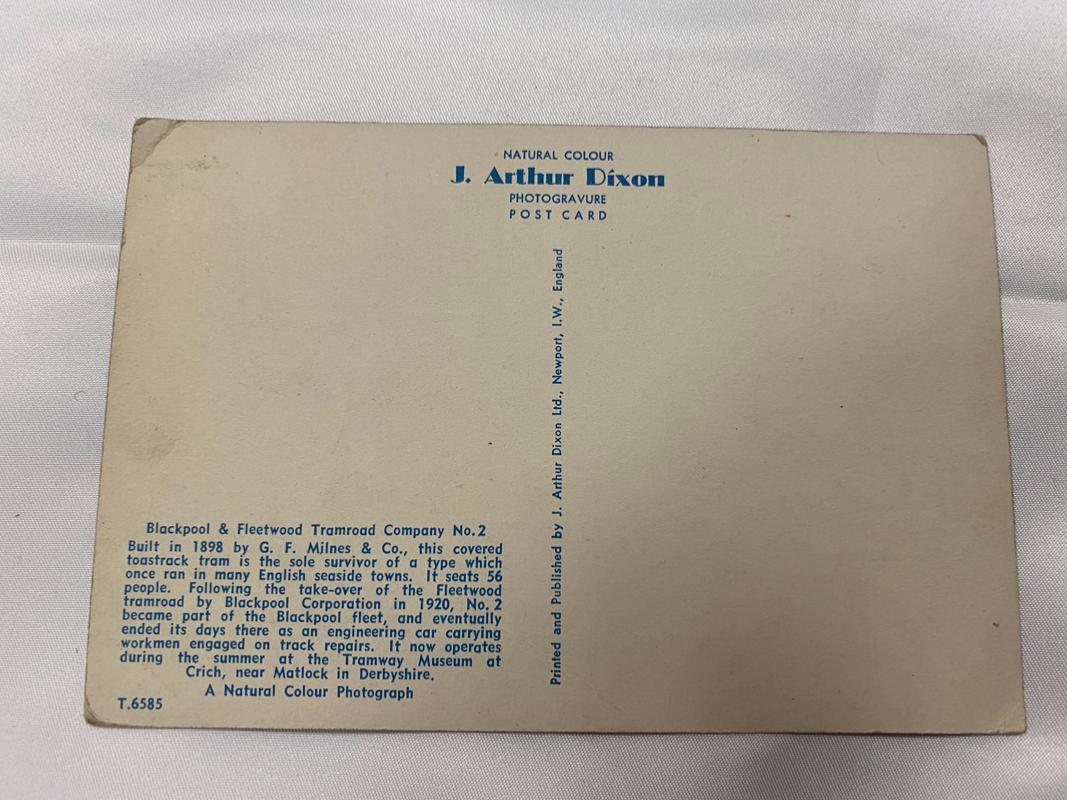 NATURAL COLOUR
J. Arthur Dixon
PHOTOGRAVURE
POST CARD
Printed and Published by J. Arthur Dixon Ltd., Newport, I.W., England
Blackpool & Fleetwood Tramroad Company No. 2
Built in 1898 by G. F. Milnes & Co., this covered
toastrack tram is the sole survivor of a type which
once ran in many English seaside towns. It seats 56
people. Following the take-over of the Fleetwood
tramroad by Blackpool Corporation in 1920, No. 2
became part of the Blackpool fleet, and eventually
ended its days there as an engineering car carrying
workmen engaged on track repairs. It now operates
during the summer at the Tramway Museum at
Crich, near Matlock in Derbyshire.
A Natural Colour Photograph
T.6585